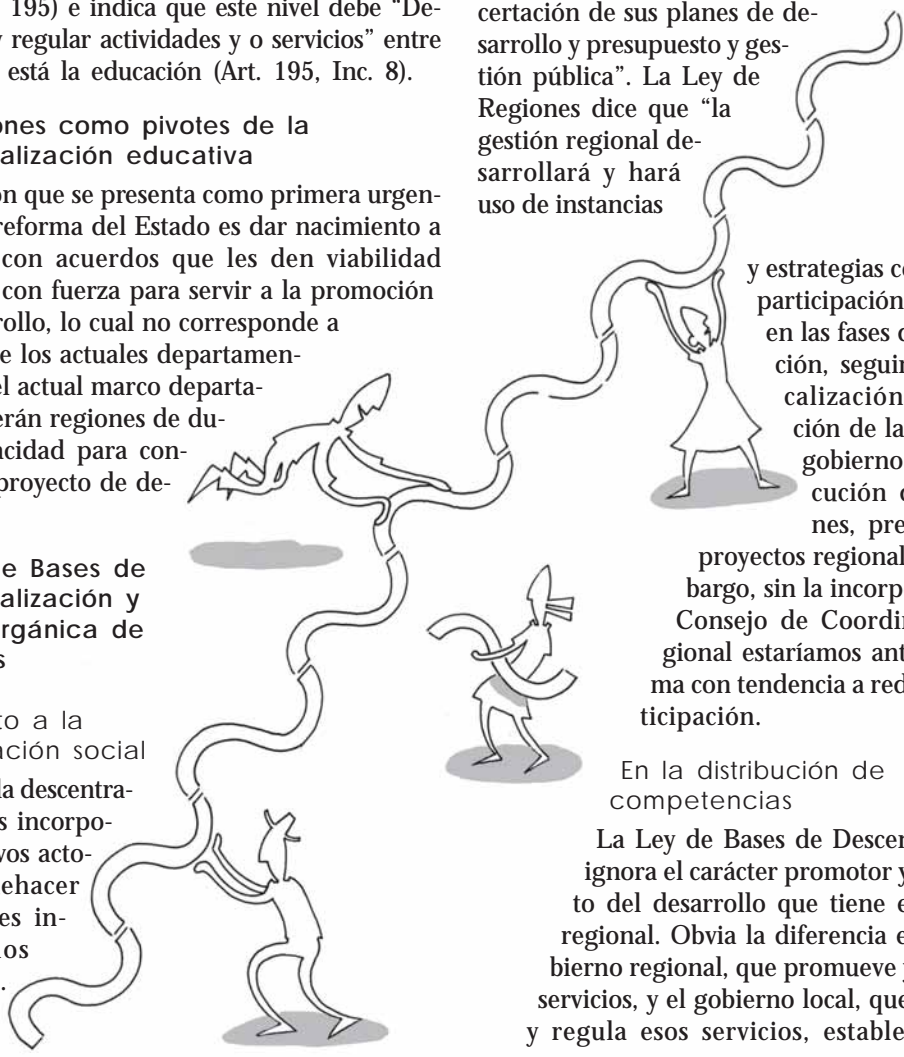 195) e indica que este nivel debe “De-
regular actividades y o servicios” entre
está la educación (Art. 195, Inc. 8).
ones como pivotes de la
alización educativa
ón que se presenta como primera urgen-
reforma del Estado es dar nacimiento a
con acuerdos que les den viabilidad
con fuerza para servir a la promoción
rollo, lo cual no corresponde a
e los actuales departamen-
el actual marco departa-
erán regiones de du-
acidad para con-
proyecto de de-
e Bases de
alización y
rgánica de
s
to a la
ación social
la descentra-
s incorpo-
vos acto-
ehacer
es in-
los
.
certación de sus planes de de-
sarrollo y presupuesto y ges-
tión pública”. La Ley de
Regiones dice que “la
gestión regional de-
sarrollará y hará
uso de instancias
y estrategias co
participación
en las fases d
ción, seguim
calización
ción de la
gobierno
cución d
nes, pre
proyectos regional
bargo, sin la incorp
Consejo de Coordin
gional estaríamos ant
ma con tendencia a red
ticipación.
En la distribución de
competencias
La Ley de Bases de Descen
ignora el carácter promotor y
to del desarrollo que tiene e
regional. Obvia la diferencia e
bierno regional, que promueve y
servicios, y el gobierno local, que
y regula esos servicios, estable